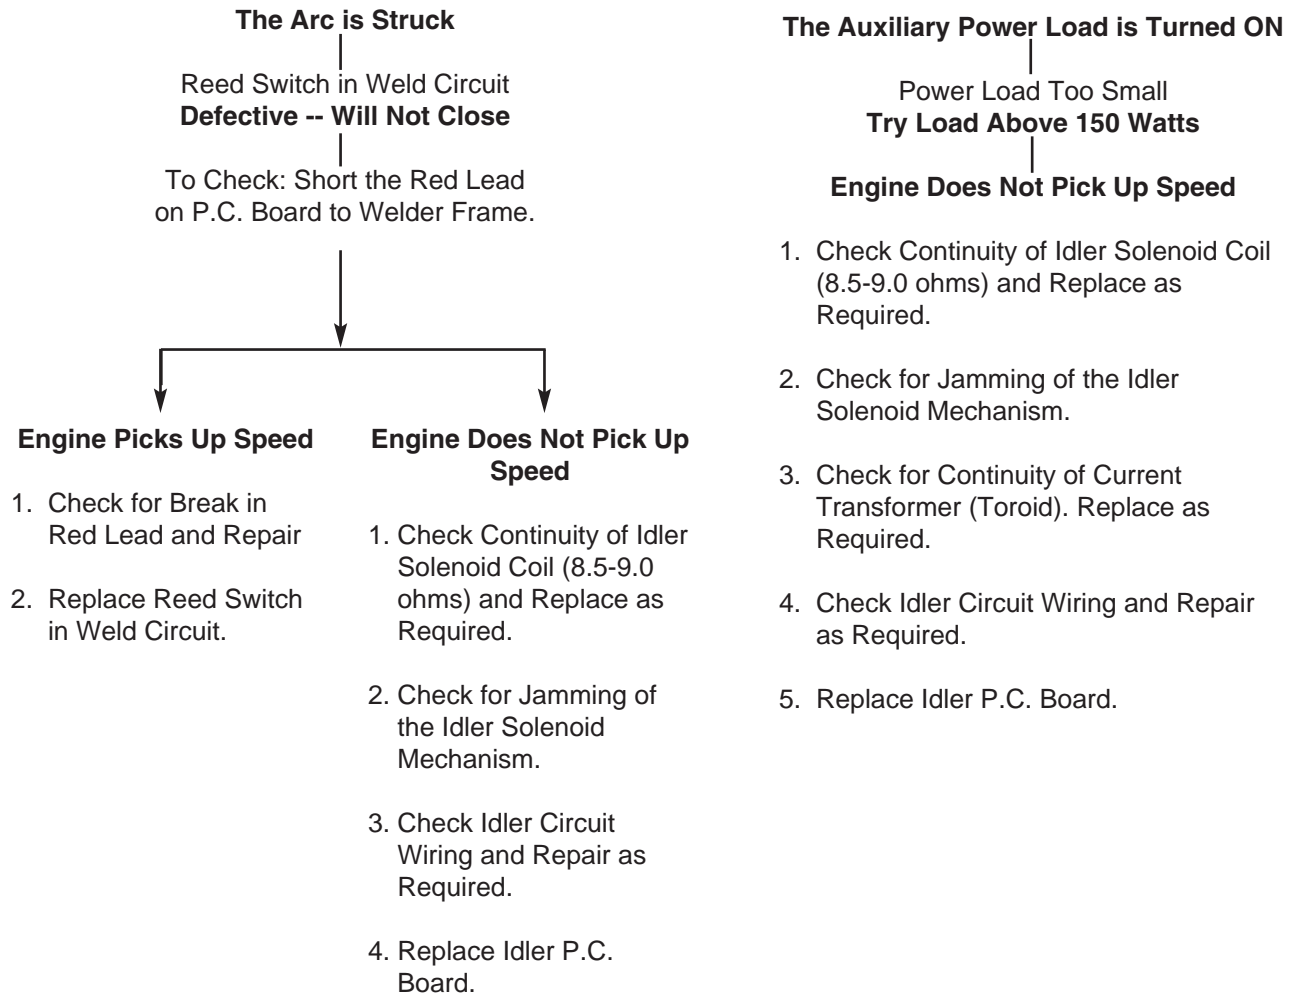 The Arc is Struck
Reed Switch in Weld Circuit
Defective -- Will Not Close
To Check: Short the Red Lead
on P.C. Board to Welder Frame.
Engine Picks Up Speed
1. Check for Break in
Red Lead and Repair
2. Replace Reed Switch
in Weld Circuit.
Engine Does Not Pick Up
Speed
1. Check Continuity of Idler
Solenoid Coil (8.5-9.0
ohms) and Replace as
Required.
2. Check for Jamming of
the Idler Solenoid
Mechanism.
3. Check Idler Circuit
Wiring and Repair as
Required.
4. Replace Idler P.C.
Board.
The Auxiliary Power Load is Turned ON
Power Load Too Small
Try Load Above 150 Watts
Engine Does Not Pick Up Speed
1. Check Continuity of Idler Solenoid Coil
(8.5-9.0 ohms) and Replace as
Required.
2. Check for Jamming of the Idler
Solenoid Mechanism.
3. Check for Continuity of Current
Transformer (Toroid). Replace as
Required.
4. Check Idler Circuit Wiring and Repair
as Required.
5. Replace Idler P.C. Board.